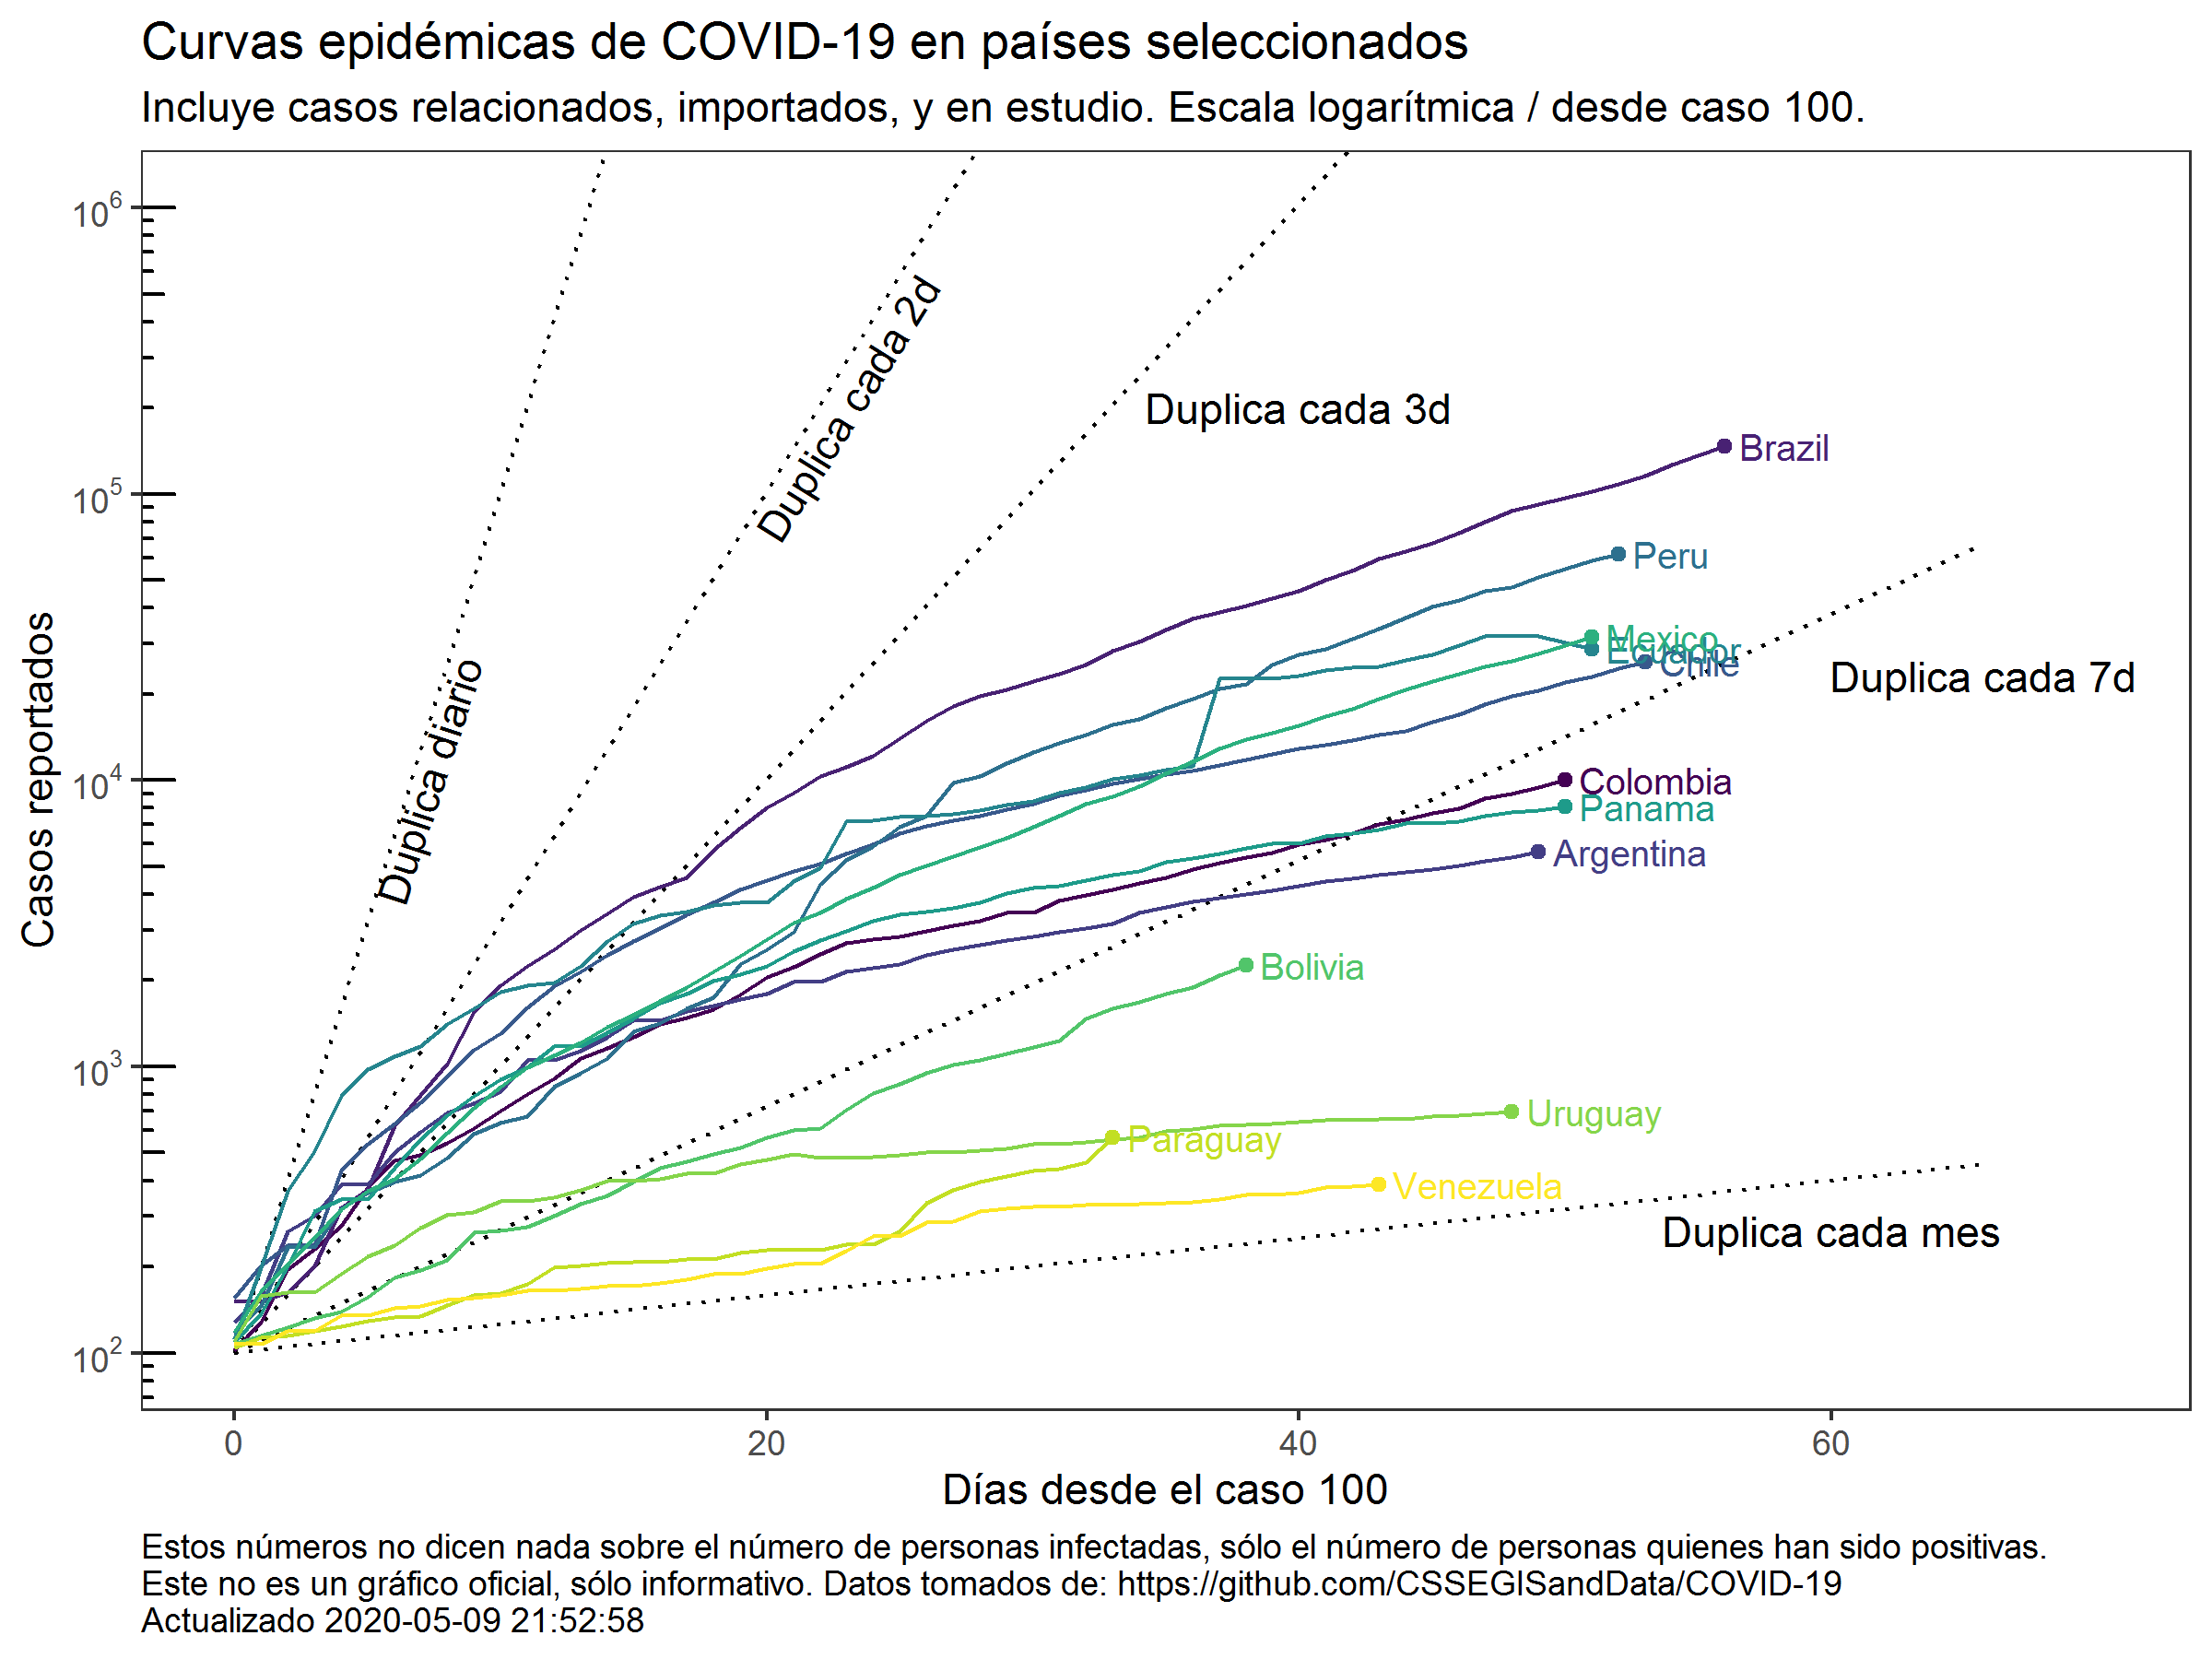 Curvas epidémicas de COVID-19 en países seleccionados
Incluye casos relacionados, importados, y en estudio. Escala logarítmica / desde caso 100.
10^6
10^5
10^4
10^3
10^2
Casos reportados
Duplica diario
Duplica cada 2d
Duplica cada 3d
Brazil
Peru
Mexico
Ecuador
Chile
Duplica cada 7d
Colombia
Panama
Argentina
Bolivia
Uruguay
Paraguay
Venezuela
Duplica cada mes
0 20 40 60
Días desde el caso 100
Estos números no dicen nada sobre el número de personas infectadas, sólo el número de personas quienes han sido positivas.
Este no es un gráfico oficial, sólo informativo. Datos tomados de: https://github.com/CSSEGISandData/COVID-19
Actualizado 2020-05-09 21:52:58